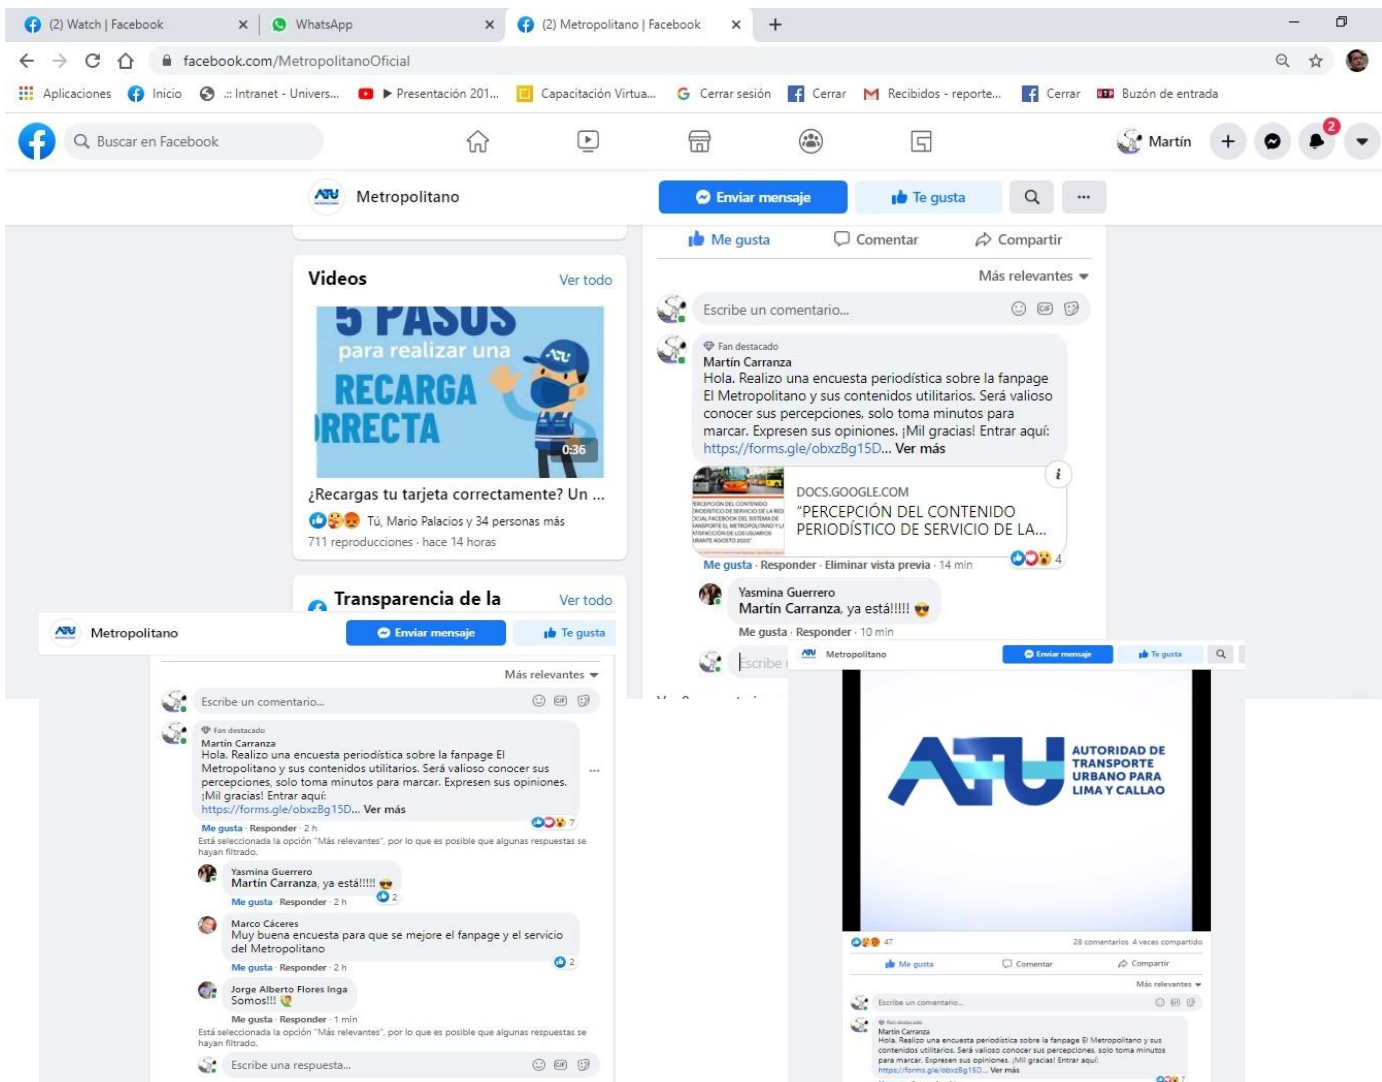 (2) Watch | Facebook
WhatsApp
(2) Metropolitano | Facebook
facebook.com/MetropolitanoOficial
Aplicaciones
Inicio
.:: Intranet - Univers...
▶ Presentación 201...
Capacitación Virtua...
Cerrar sesión
Cerrar
Recibidos - reporte...
Cerrar
Buzón de entrada
Buscar en Facebook
Martín
2
ATU
Metropolitano
Enviar mensaje
Te gusta
Videos
Ver todo
5 PASOS
para realizar una
RECARGA
ORRECTA
ATU
0:36
¿Recargas tu tarjeta correctamente? Un ...
Tú, Mario Palacios y 34 personas más
711 reproducciones · hace 14 horas
Transparencia de la
Ver todo
Me gusta
Comentar
Compartir
Más relevantes
Escribe un comentario...
GIF
Fan destacado
Martín Carranza
Hola. Realizo una encuesta periodística sobre la fanpage
El Metropolitano y sus contenidos utilitarios. Será valioso
conocer sus percepciones, solo toma minutos para
marcar. Expresen sus opiniones. ¡Mil gracias! Entrar aquí:
https://forms.gle/obxzBg15D... Ver más
DOCS.GOOGLE.COM
"PERCEPCIÓN DEL CONTENIDO
PERIODÍSTICO DE SERVICIO DE LA...
Me gusta · Responder · Eliminar vista previa · 14 min
4
Yasmina Guerrero
Martín Carranza, ya está!!!!!
Me gusta · Responder · 10 min
Escribe
ATU
Metropolitano
Enviar mensaje
Te gusta
Más relevantes
Escribe un comentario...
GIF
Fan destacado
Martín Carranza
Hola. Realizo una encuesta periodística sobre la fanpage El
Metropolitano y sus contenidos utilitarios. Será valioso conocer sus
percepciones, solo toma minutos para marcar. Expresen sus opiniones.
¡Mil gracias! Entrar aquí:
https://forms.gle/obxzBg15D... Ver más
7
Me gusta · Responder · 2 h
Está seleccionada la opción "Más relevantes", por lo que es posible que algunas respuestas se
hayan filtrado.
Yasmina Guerrero
Martín Carranza, ya está!!!!!
2
Me gusta · Responder · 2 h
Marco Cáceres
Muy buena encuesta para que se mejore el fanpage y el servicio
del Metropolitano
2
Me gusta · Responder · 2 h
Jorge Alberto Flores Inga
Somos!!!
Me gusta · Responder · 1 min
Está seleccionada la opción "Más relevantes", por lo que es posible que algunas respuestas se
hayan filtrado.
Escribe una respuesta...
GIF
ATU
Metropolitano
Enviar mensaje
Te gusta
ATU
AUTORIDAD DE
TRANSPORTE
URBANO PARA
LIMA Y CALLAO
47
28 comentarios 4 veces compartido
Me gusta
Comentar
Compartir
Más relevantes
Escribe un comentario...
Fan destacado
Martín Carranza
Hola. Realizo una encuesta periodística sobre la fanpage El Metropolitano y sus
contenidos utilitarios. Será valioso conocer sus percepciones, solo toma minutos
para marcar. Expresen sus opiniones. ¡Mil gracias! Entrar aquí:
https://forms.gle/obxzBg15D... Ver más
7